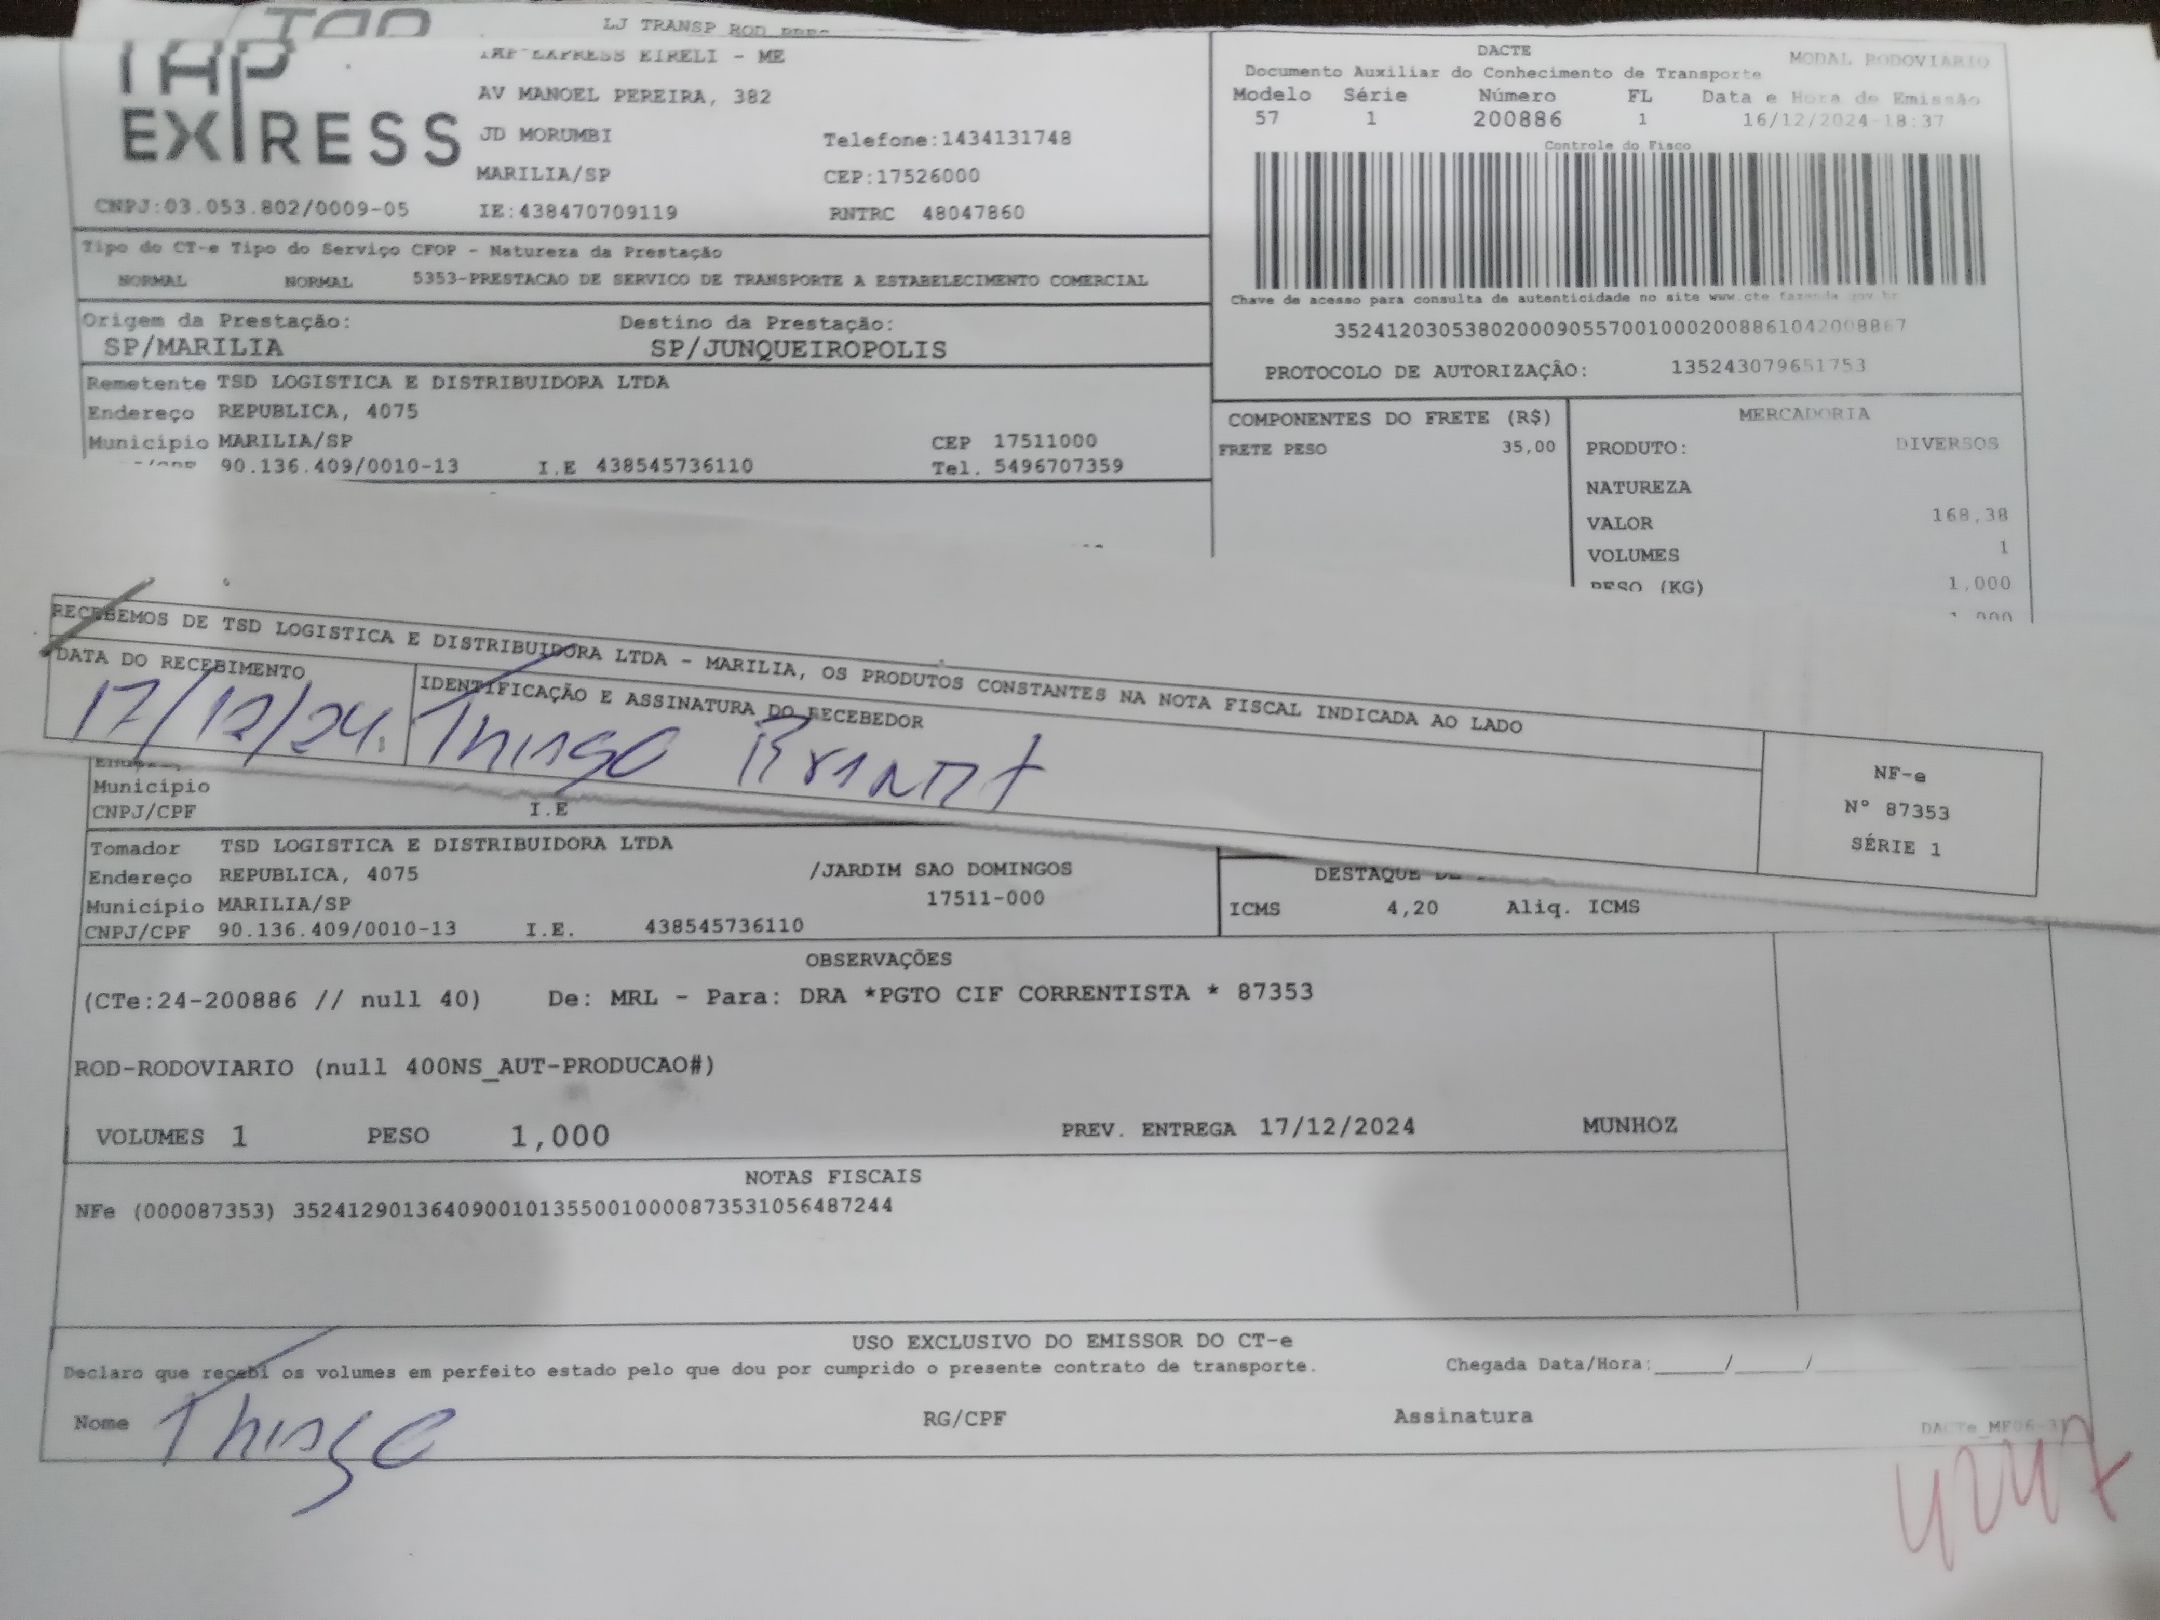 LJ TRANSP ROD
TAP EXPRESS
TAP EXPRESS EIRELI - ME
AV MANOEL PEREIRA, 382
JD MORUMBI Telefone:1434131748
MARILIA/SP CEP:17526000
CNPJ:03.053.802/0009-05 IE:438470709119 RNTRC 48047860
DACTE MODAL RODOVIARIO
Documento Auxiliar do Conhecimento de Transporte
Modelo Série Número FL Data e Hora de Emissão
57 1 200886 1 16/12/2024-18:37
Controle do Fisco
Chave de acesso para consulta de autenticidade no site www.cte.fazenda.gov.br
35241203053802000905570010002008861042008867
PROTOCOLO DE AUTORIZAÇÃO: 135243079651753
Tipo do CT-e Tipo do Serviço CFOP - Natureza da Prestação
NORMAL NORMAL 5353-PRESTACAO DE SERVICO DE TRANSPORTE A ESTABELECIMENTO COMERCIAL
Origem da Prestação: Destino da Prestação:
SP/MARILIA SP/JUNQUEIROPOLIS
Remetente TSD LOGISTICA E DISTRIBUIDORA LTDA
Endereço REPUBLICA, 4075
Município MARILIA/SP CEP 17511000
90.136.409/0010-13 I.E 438545736110 Tel. 5496707359
COMPONENTES DO FRETE (R$)
FRETE PESO 35,00
MERCADORIA
PRODUTO: DIVERSOS
NATUREZA
VALOR 168,38
VOLUMES 1
PESO (KG) 1,000
RECEBEMOS DE TSD LOGISTICA E DISTRIBUIDORA LTDA - MARILIA, OS PRODUTOS CONSTANTES NA NOTA FISCAL INDICADA AO LADO
DATA DO RECEBIMENTO IDENTIFICAÇÃO E ASSINATURA DO RECEBEDOR
17/12/24. Thiago Brandt
NF-e
Nº 87353
SÉRIE 1
Município
CNPJ/CPF I.E
Tomador TSD LOGISTICA E DISTRIBUIDORA LTDA
Endereço REPUBLICA, 4075 /JARDIM SAO DOMINGOS
Município MARILIA/SP 17511-000
CNPJ/CPF 90.136.409/0010-13 I.E. 438545736110
DESTAQUE
ICMS 4,20 Aliq. ICMS
OBSERVAÇÕES
(CTe:24-200886 // null 40) De: MRL - Para: DRA *PGTO CIF CORRENTISTA * 87353
ROD-RODOVIARIO (null 400NS_AUT-PRODUCAO#)
VOLUMES 1 PESO 1,000 PREV. ENTREGA 17/12/2024 MUNHOZ
NOTAS FISCAIS
NFe (000087353) 35241290136409001013550010000873531056487244
USO EXCLUSIVO DO EMISSOR DO CT-e
Declaro que recebi os volumes em perfeito estado pelo que dou por cumprido o presente contrato de transporte. Chegada Data/Hora:______/______/
Nome Thiago RG/CPF Assinatura